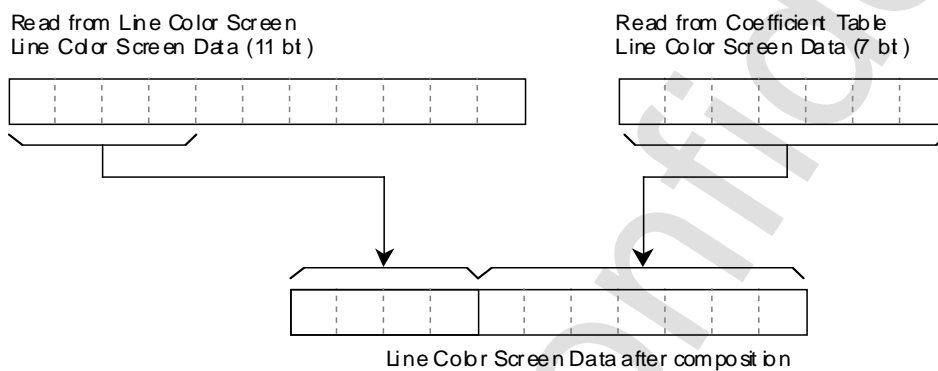 Read from Line Color Screen
Line Color Screen Data (11 bit)
Read from Coefficient Table
Line Color Screen Data (7 bit)
Line Color Screen Data after composition
onfide